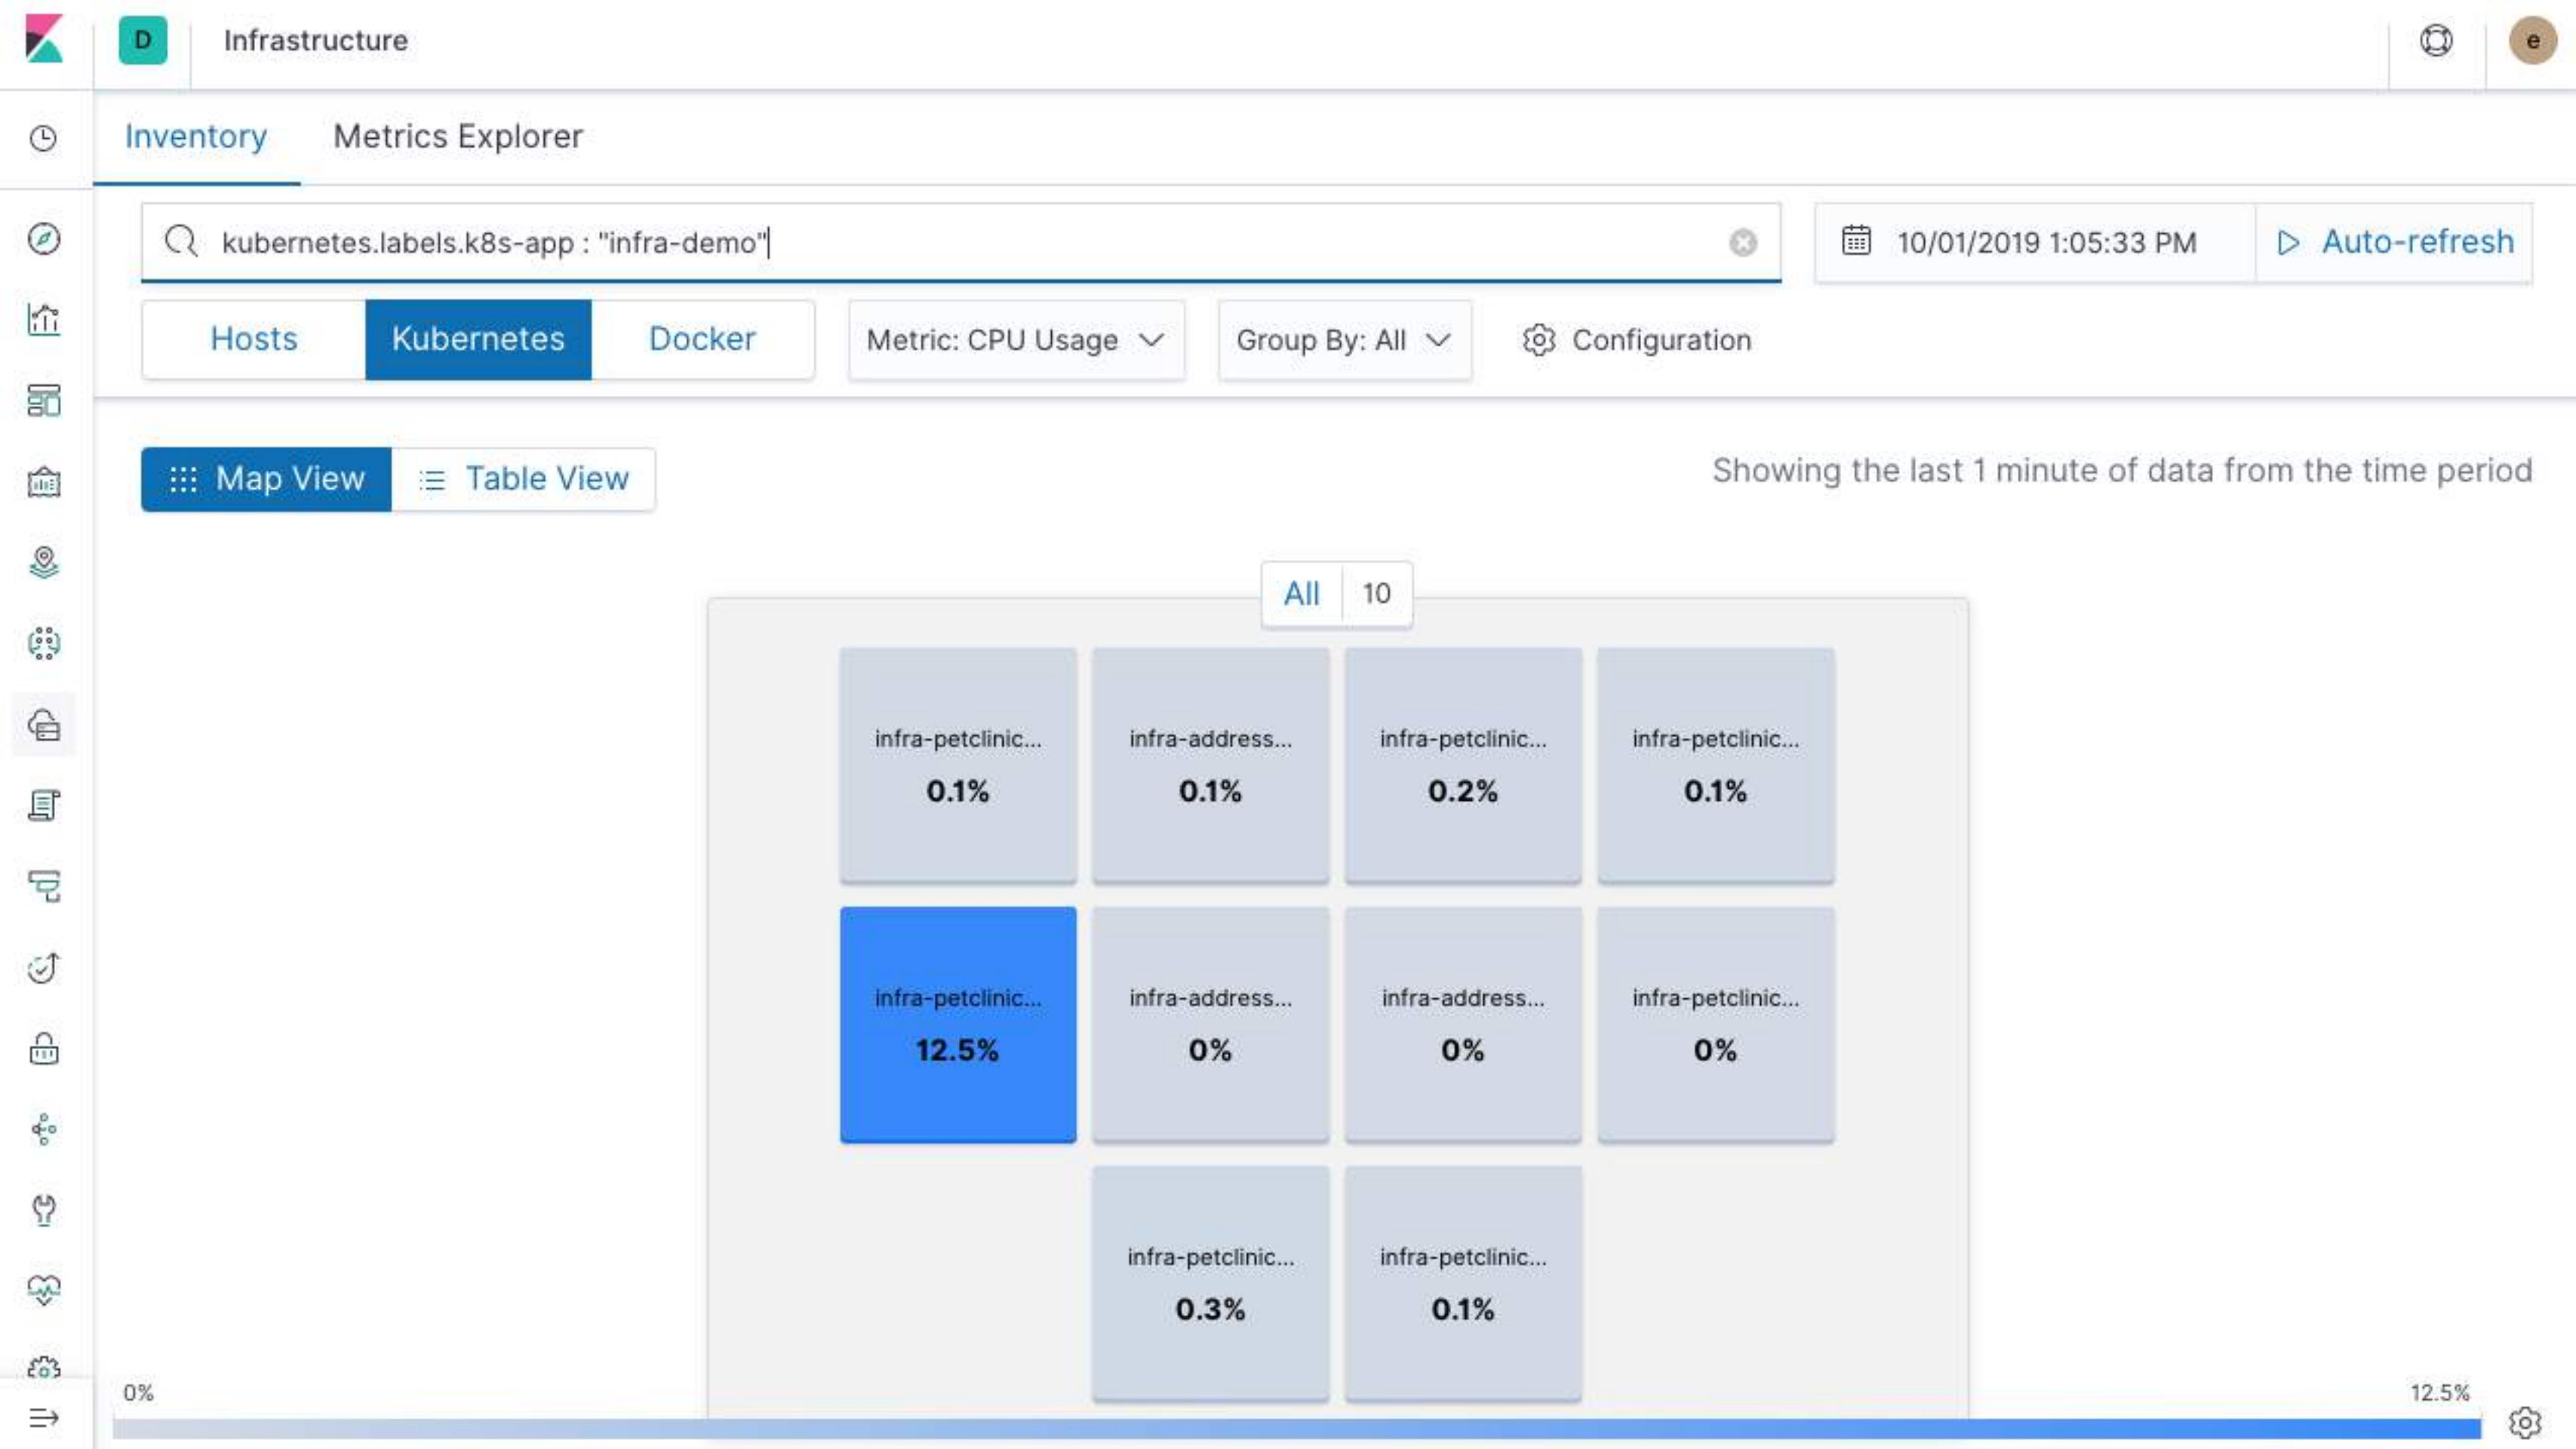 D Infrastructure e
Inventory Metrics Explorer
kubernetes.labels.k8s-app : "infra-demo" 10/01/2019 1:05:33 PM Auto-refresh
Hosts Kubernetes Docker Metric: CPU Usage Group By: All Configuration
Map View Table View Showing the last 1 minute of data from the time period
All 10
infra-petclinic... infra-address... infra-petclinic... infra-petclinic...
0.1% 0.1% 0.2% 0.1%
infra-petclinic... infra-address... infra-address... infra-petclinic...
12.5% 0% 0% 0%
infra-petclinic... infra-petclinic...
0.3% 0.1%
0% 12.5%